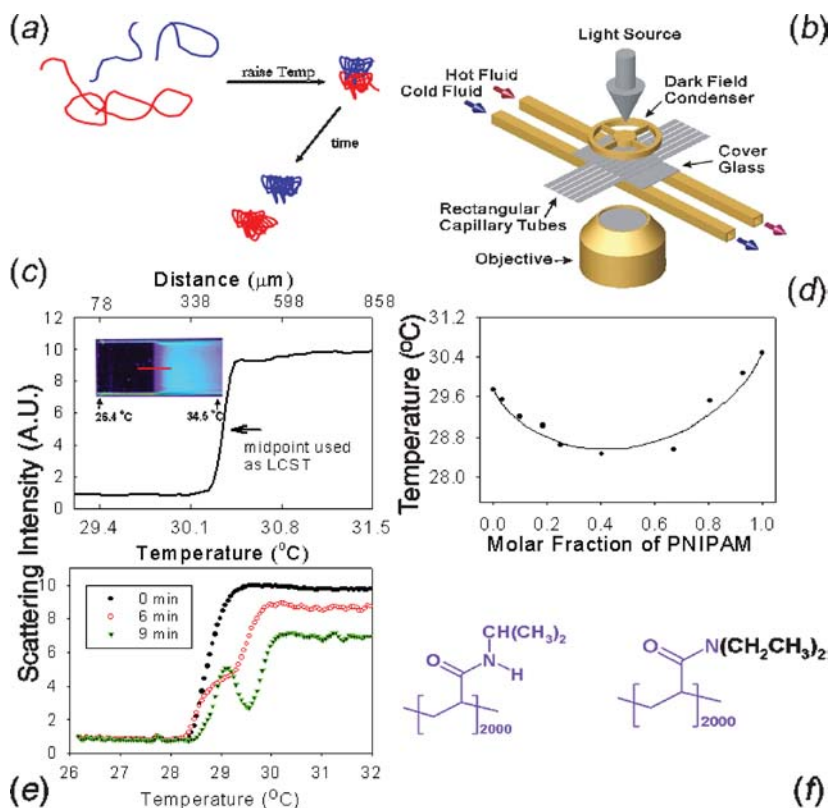 (a)
raise Temp
time
(b)
Light Source
Hot Fluid
Cold Fluid
Dark Field
Condenser
Cover
Glass
Rectangular
Capillary Tubes
Objective
(c)
Distance (μm)
78 338 598 858
12
10
8
6
4
2
0
26.4 °C
34.5 °C
midpoint used
as LCST
29.4 30.1 30.8 31.5
Temperature (°C)
Scattering Intensity (A.U.)
(d)
Temperature (°C)
31.2
30.4
29.6
28.8
28.0
0.0 0.2 0.4 0.6 0.8 1.0
Molar Fraction of PNIPAM
10
8
6
4
2
0
0 min
6 min
9 min
26 27 28 29 30 31 32
Temperature (°C)
(e)
CH(CH₃)₂
O
N
H
2000
O
N(CH₂CH₃)₂
2000
(f)